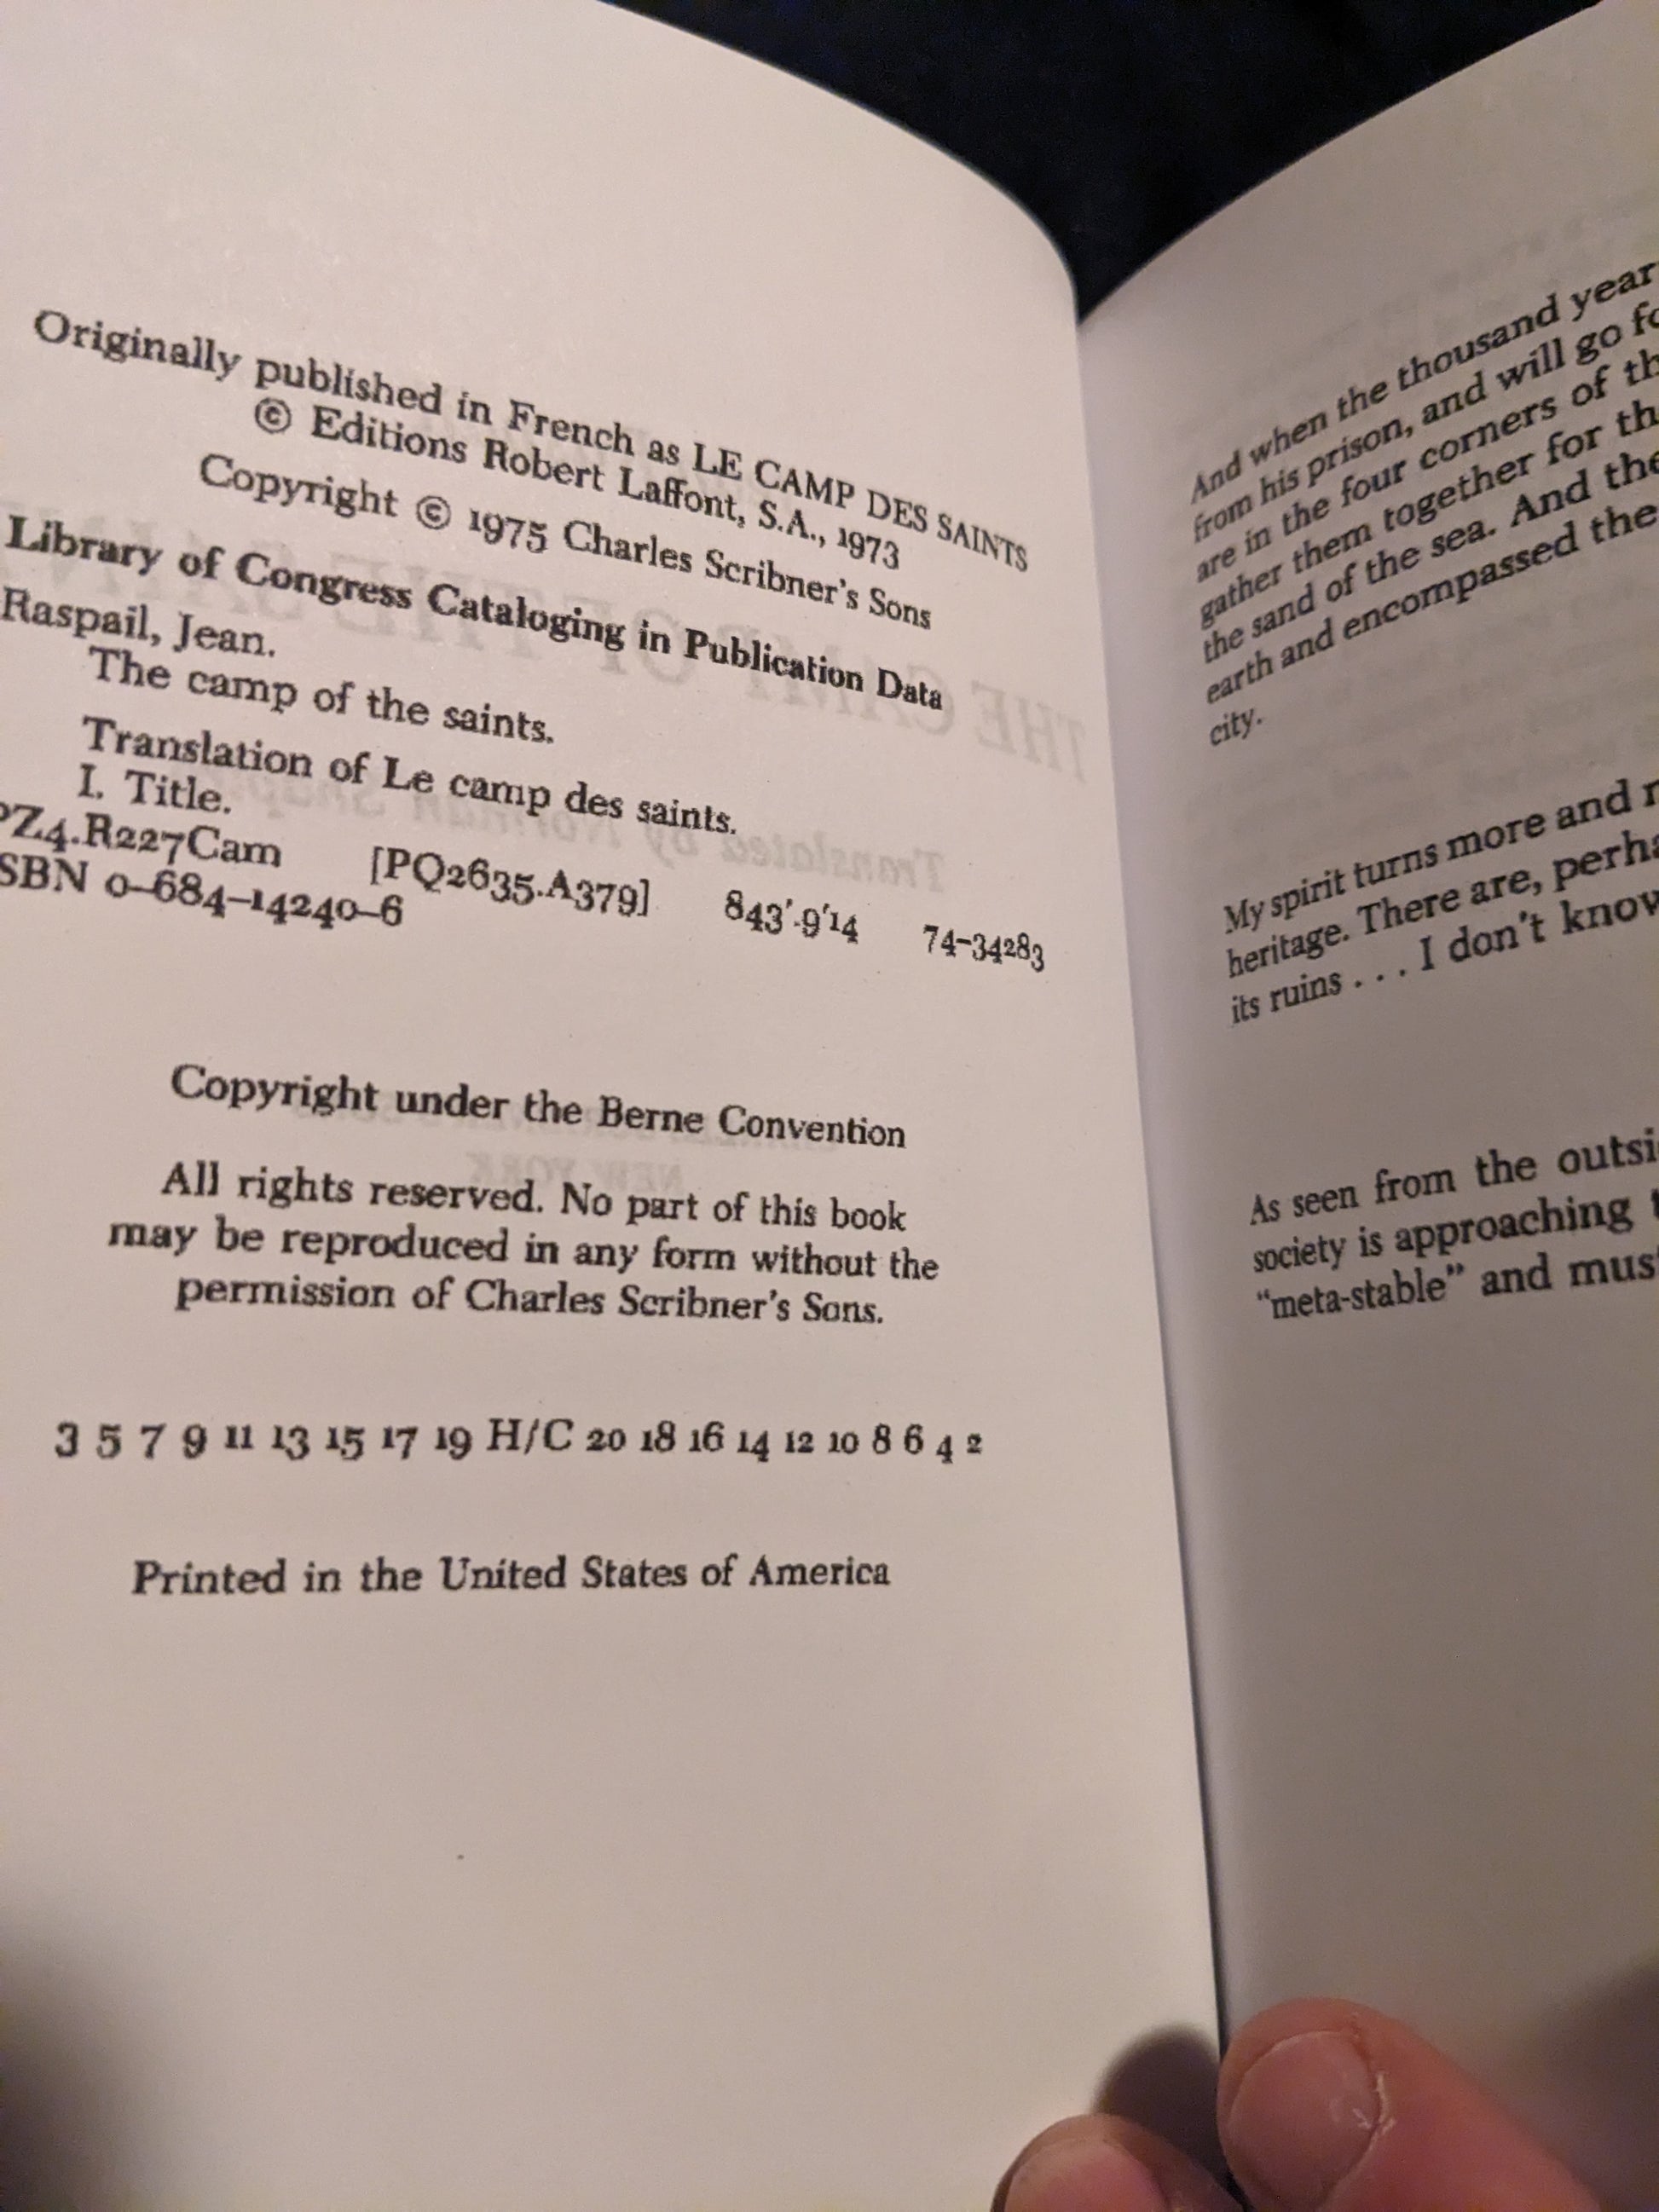 Originally published in French as LE CAMP DES SAINTS
© Editions Robert Laffont, S.A., 1973
Copyright © 1975 Charles Scribner's Sons
Library of Congress Cataloging in Publication Data
Raspail, Jean.
The camp of the saints.
Translation of Le camp des saints.
I. Title.
PZ4.R227Cam [PQ2635.A379] 843'.9'14 74–34283
SBN 0–684–14240–6
Copyright under the Berne Convention
All rights reserved. No part of this book
may be reproduced in any form without the
permission of Charles Scribner's Sons.
3 5 7 9 11 13 15 17 19 H/C 20 18 16 14 12 10 8 6 4 2
Printed in the United States of America
And when the thousand year
from his prison, and will go
are in the four corners of
gather them together for
the sand of the sea. And
earth and encompassed the
city.
My spirit turns more and
heritage. There are,
its ruins . . . I don't
As seen from the
society is approaching
"meta-stable" and